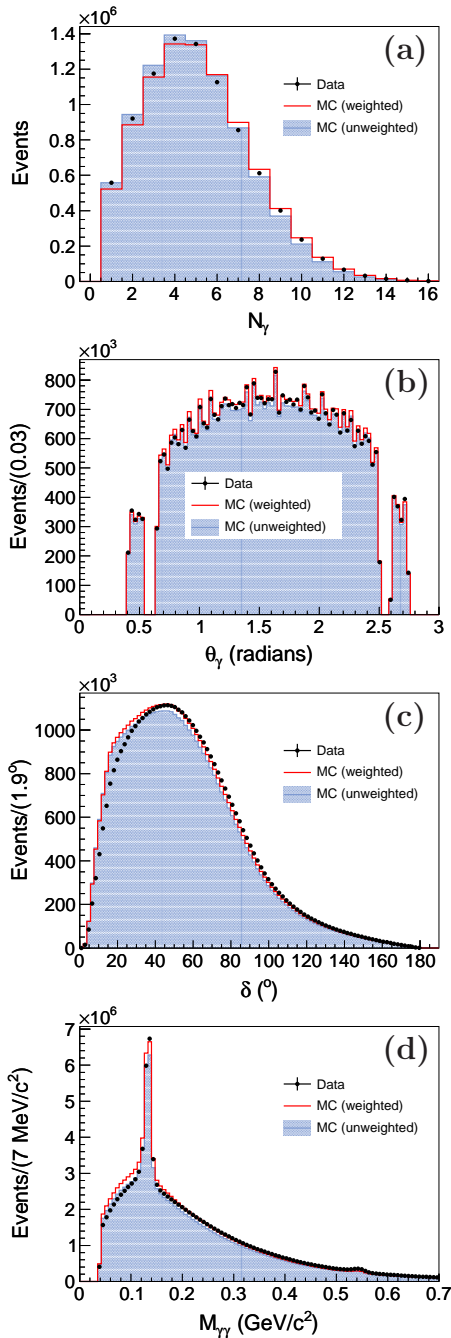 ×10⁶
(a)
Events
1.4
1.2
1
0.8
0.6
0.4
0.2
0
Data
MC (weighted)
MC (unweighted)
0 2 4 6 8 10 12 14 16
N_γ
×10³
(b)
Events/(0.03)
800
700
600
500
400
300
200
100
0
Data
MC (weighted)
MC (unweighted)
0 0.5 1 1.5 2 2.5 3
θ_γ (radians)
×10³
(c)
Events/(1.9°)
1000
800
600
400
200
0
Data
MC (weighted)
MC (unweighted)
0 20 40 60 80 100 120 140 160 180
δ (°)
×10⁶
(d)
Events/(7 MeV/c²)
7
6
5
4
3
2
1
0
Data
MC (weighted)
MC (unweighted)
0 0.1 0.2 0.3 0.4 0.5 0.6 0.7
M_γγ (GeV/c²)